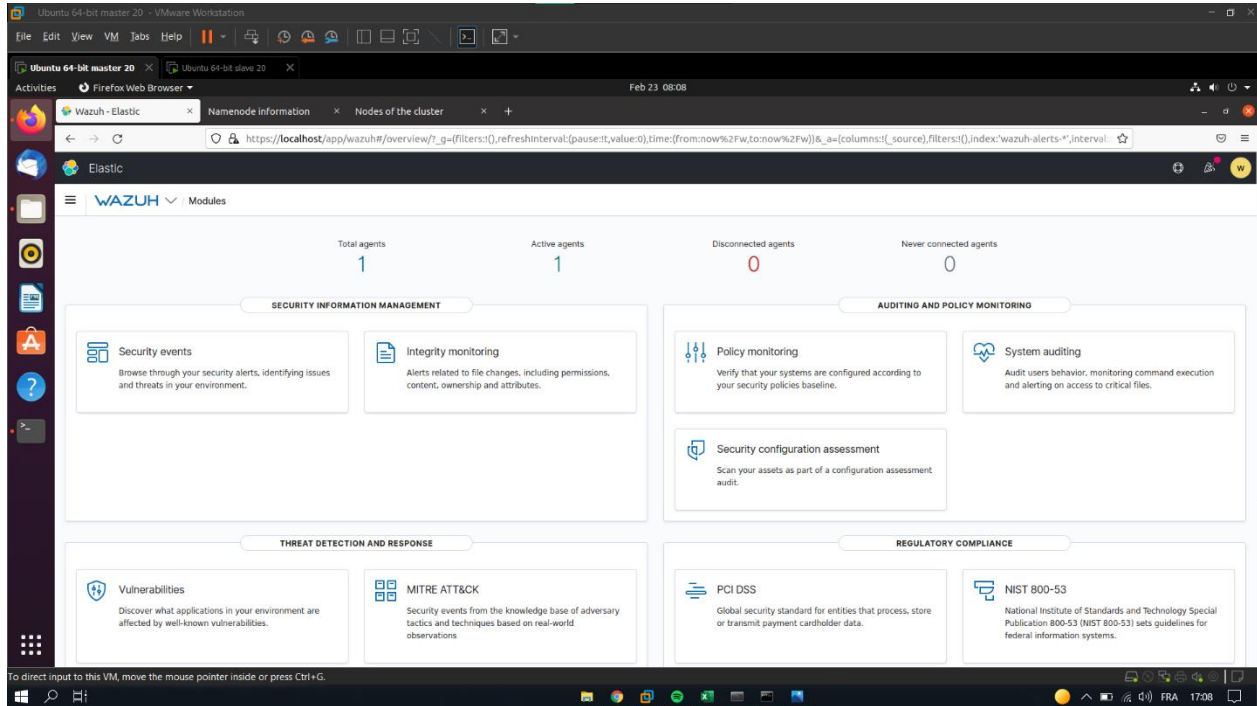 Ubuntu 64-bit master 20 - VMware Workstation
File Edit View VM Tabs Help
Ubuntu 64-bit master 20
Ubuntu 64-bit slave 20
Activities
Firefox Web Browser
Feb 23 08:08
Wazuh - Elastic
Namenode information
Nodes of the cluster
https://localhost/app/wazuh#/overview/?_g=(filters:!(),refreshInterval:(pause:!t,value:0),time:(from:now%2Fw,to:now%2Fw))&_a=(columns:!(_source),filters:!(),index:'wazuh-alerts-*',interval:
Elastic
w
WAZUH / Modules
Total agents
1
Active agents
1
Disconnected agents
0
Never connected agents
0
SECURITY INFORMATION MANAGEMENT
Security events
Browse through your security alerts, identifying issues
and threats in your environment.
Integrity monitoring
Alerts related to file changes, including permissions,
content, ownership and attributes.
AUDITING AND POLICY MONITORING
Policy monitoring
Verify that your systems are configured according to
your security policies baseline.
System auditing
Audit users behavior, monitoring command execution
and alerting on access to critical files.
Security configuration assessment
Scan your assets as part of a configuration assessment
audit.
THREAT DETECTION AND RESPONSE
Vulnerabilities
Discover what applications in your environment are
affected by well-known vulnerabilities.
MITRE ATT&CK
Security events from the knowledge base of adversary
tactics and techniques based on real-world
observations
REGULATORY COMPLIANCE
PCI DSS
Global security standard for entities that process, store
or transmit payment cardholder data.
NIST 800-53
National Institute of Standards and Technology Special
Publication 800-53 (NIST 800-53) sets guidelines for
federal information systems.
To direct input to this VM, move the mouse pointer inside or press Ctrl+G.
FRA 17:08